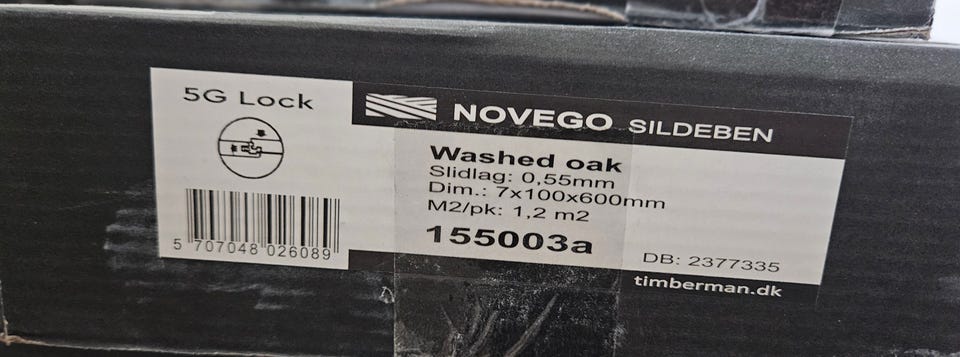 5G Lock
NOVEGO SILDEBEN
Washed oak
Slidlag: 0,55mm
Dim.: 7x100x600mm
M2/pk: 1,2 m2
155003a
5 707048 026089
DB: 2377335
timberman.dk